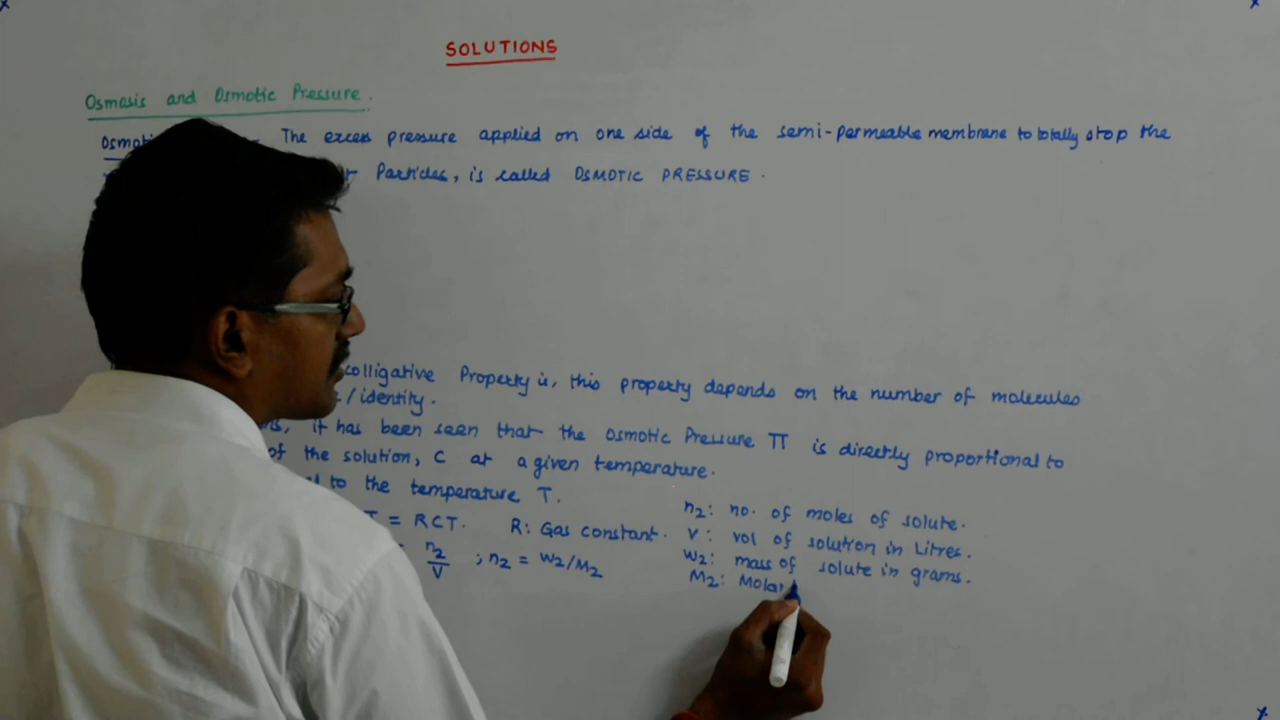 SOLUTIONS
Osmosis and Osmotic Pressure.
The excess pressure applied on one side of the semi-permeable membrane to totally stop the
Particles, is called OSMOTIC PRESSURE.
colligative Property is, this property depends on the number of molecules
/identity.
it has been seen that the osmotic Pressure π is directly proportional to
of the solution, C at a given temperature.
to the temperature T.
= RCT. R: Gas constant.
n2/V ; n2 = W2/M2
n2: no. of moles of solute.
V: vol of solution in Litres.
W2: mass of solute in grams.
M2: Molar